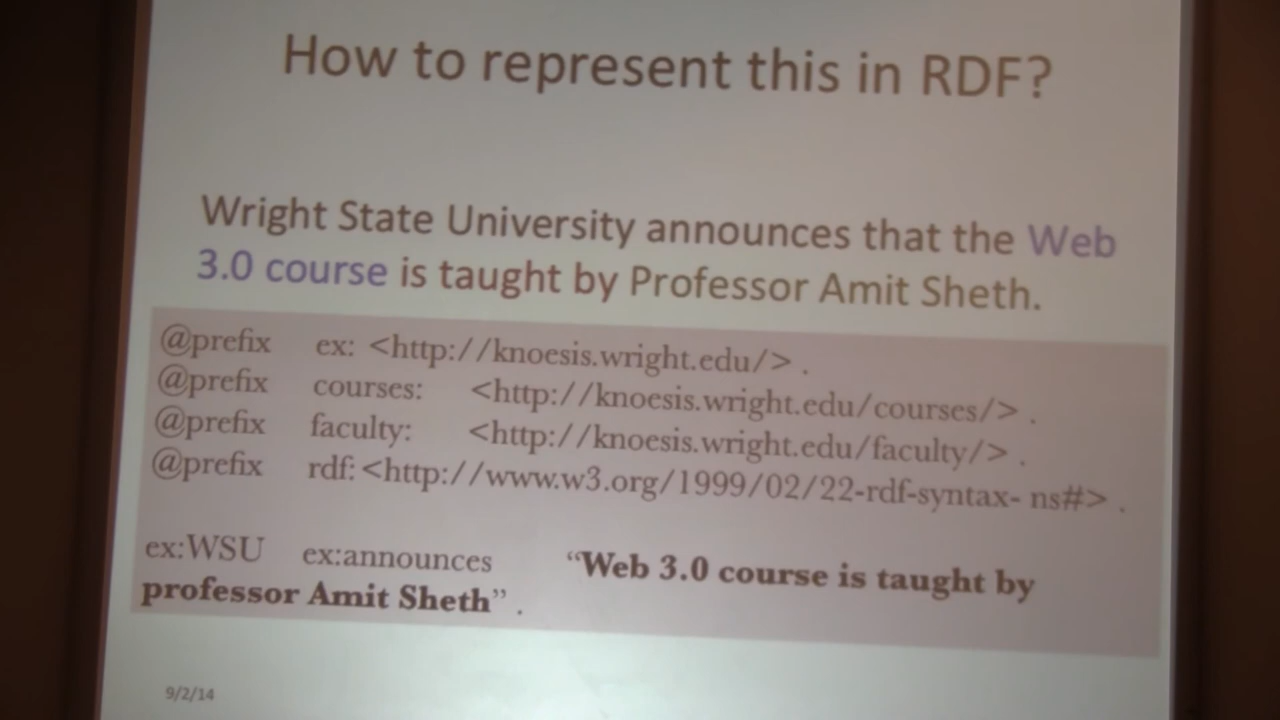 How to represent this in RDF?
Wright State University announces that the Web
3.0 course is taught by Professor Amit Sheth.
@prefix ex: <http://knoesis.wright.edu/> .
@prefix courses: <http://knoesis.wright.edu/courses/> .
@prefix faculty: <http://knoesis.wright.edu/faculty/> .
@prefix rdf: <http://www.w3.org/1999/02/22-rdf-syntax- ns#> .
ex:WSU ex:announces “Web 3.0 course is taught by
professor Amit Sheth” .
9/2/14